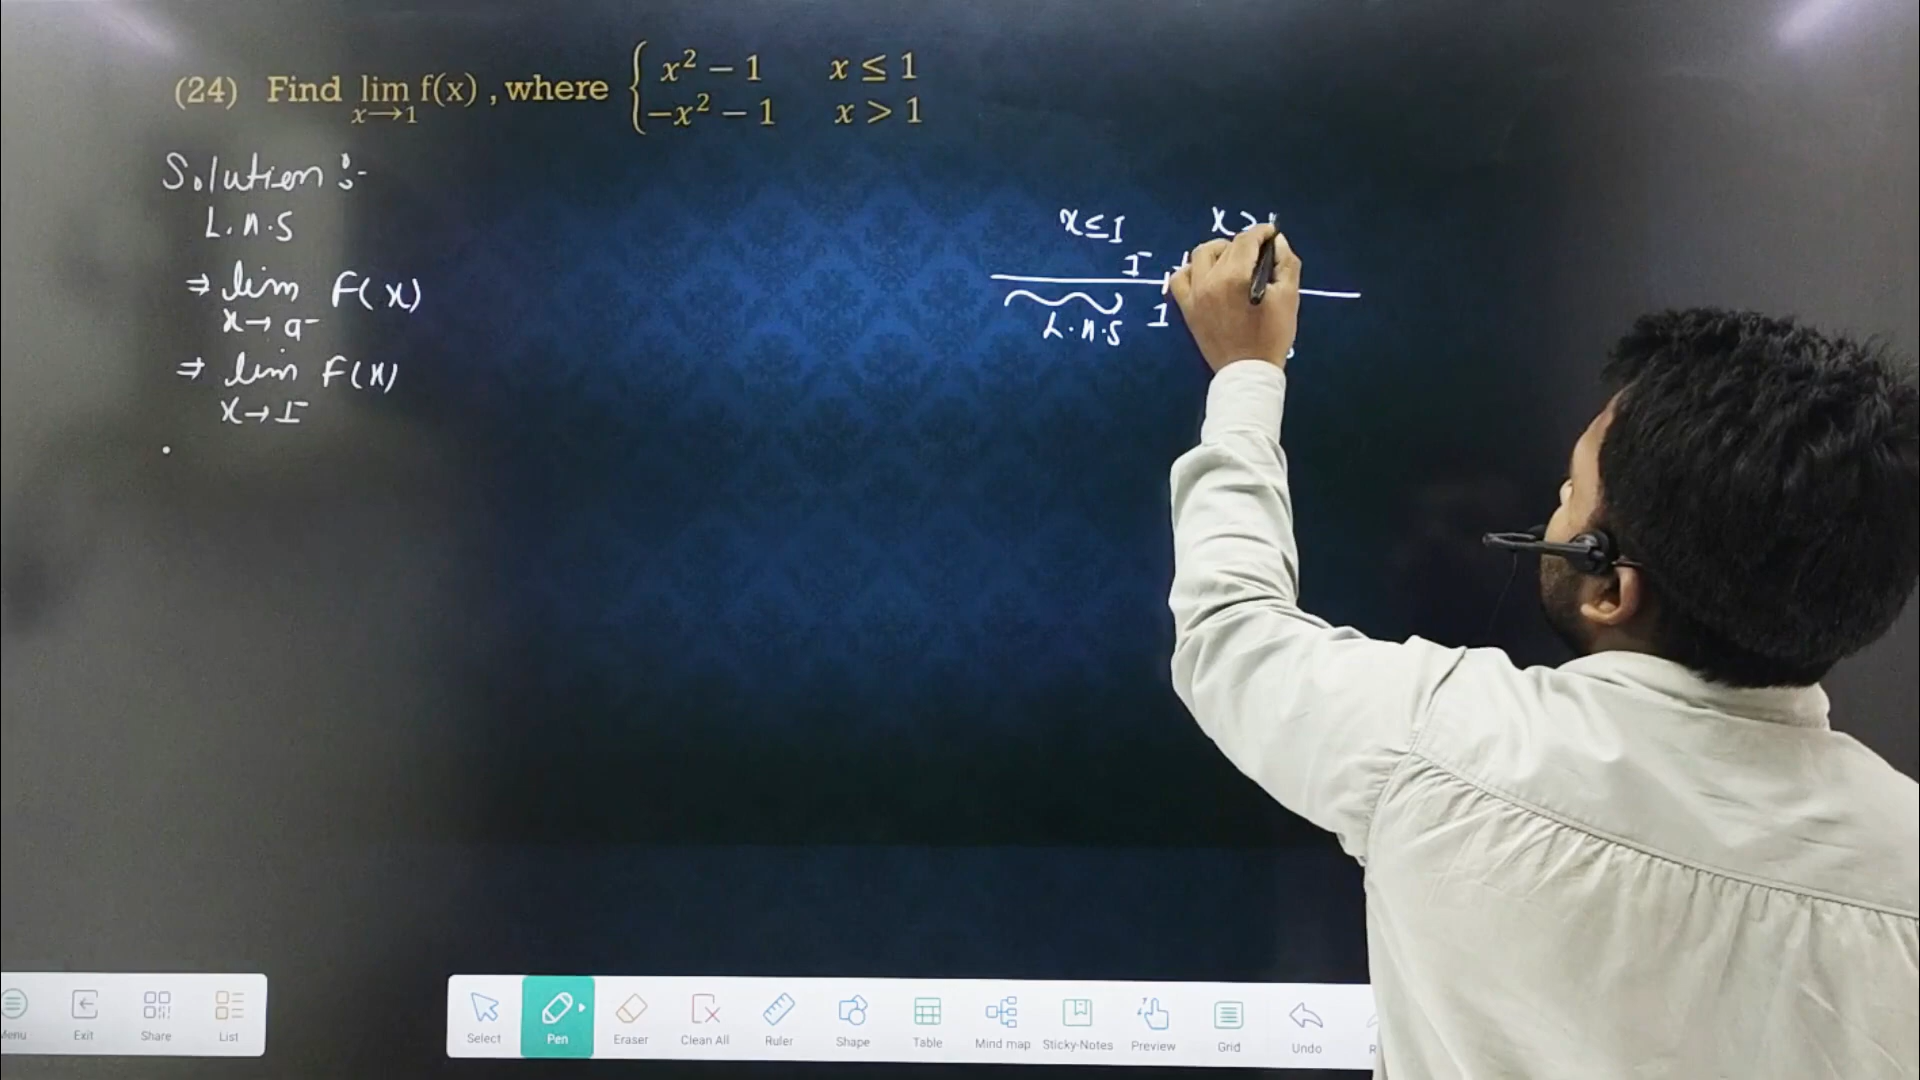 (24) Find lim x→1 f(x) , where { x² – 1 x ≤ 1
–x² – 1 x > 1
Solution :-
L.H.S
⇒ lim F(x)
x → a⁻
⇒ lim F(x)
x → 1⁻
x ≤ 1 x >
1⁻
L.H.S 1
Menu Exit Share List
Select Pen Eraser Clean All Ruler Shape Table Mind map Sticky-Notes Preview Grid Undo